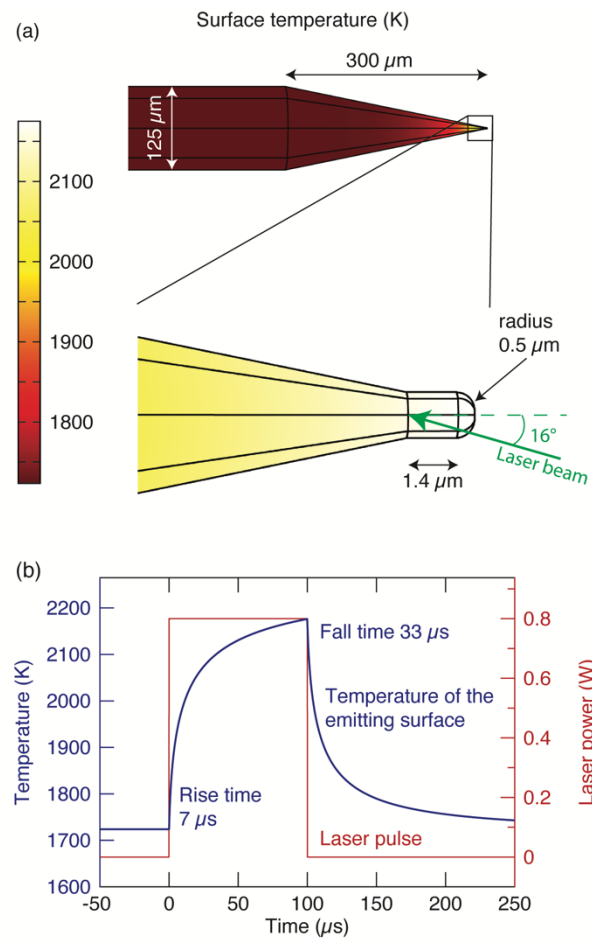 (a)
Surface temperature (K)
300 µm
125 µm
2100
2000
1900
1800
radius
0.5 µm
16°
Laser beam
1.4 µm
(b)
2200
2100
2000
1900
1800
1700
1600
Temperature (K)
Fall time 33 µs
Temperature of the
emitting surface
Rise time
7 µs
Laser pulse
0.8
0.6
0.4
0.2
0
Laser power (W)
-50
0
50
100
150
200
250
Time (µs)